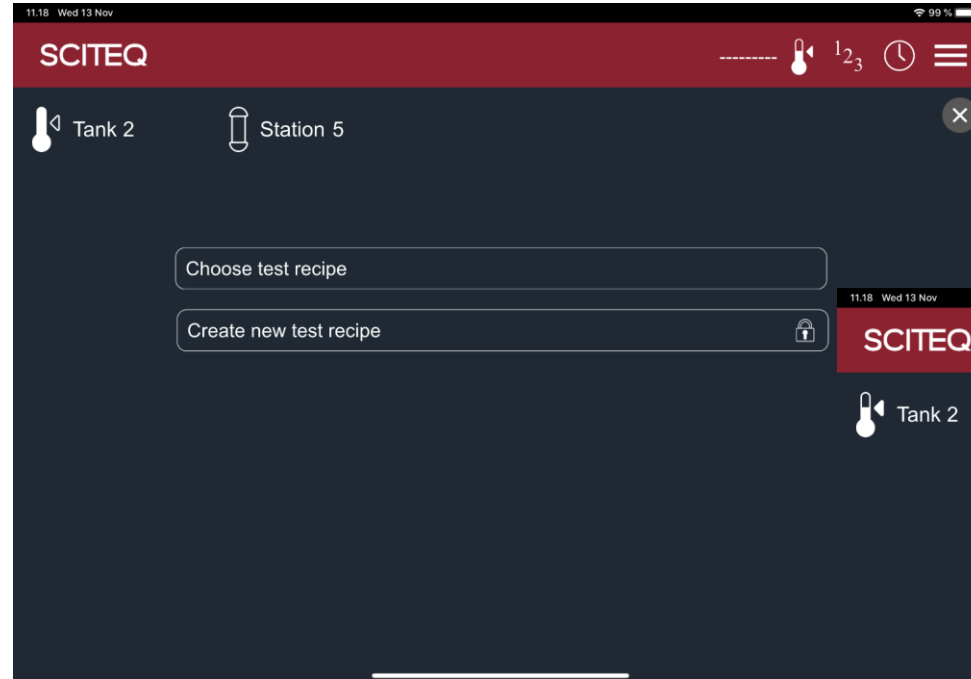 11.18 Wed 13 Nov 99 %
SCITEQ
--------- 123
Tank 2 Station 5
Choose test recipe
Create new test recipe
11.18 Wed 13 Nov
SCITEQ
Tank 2